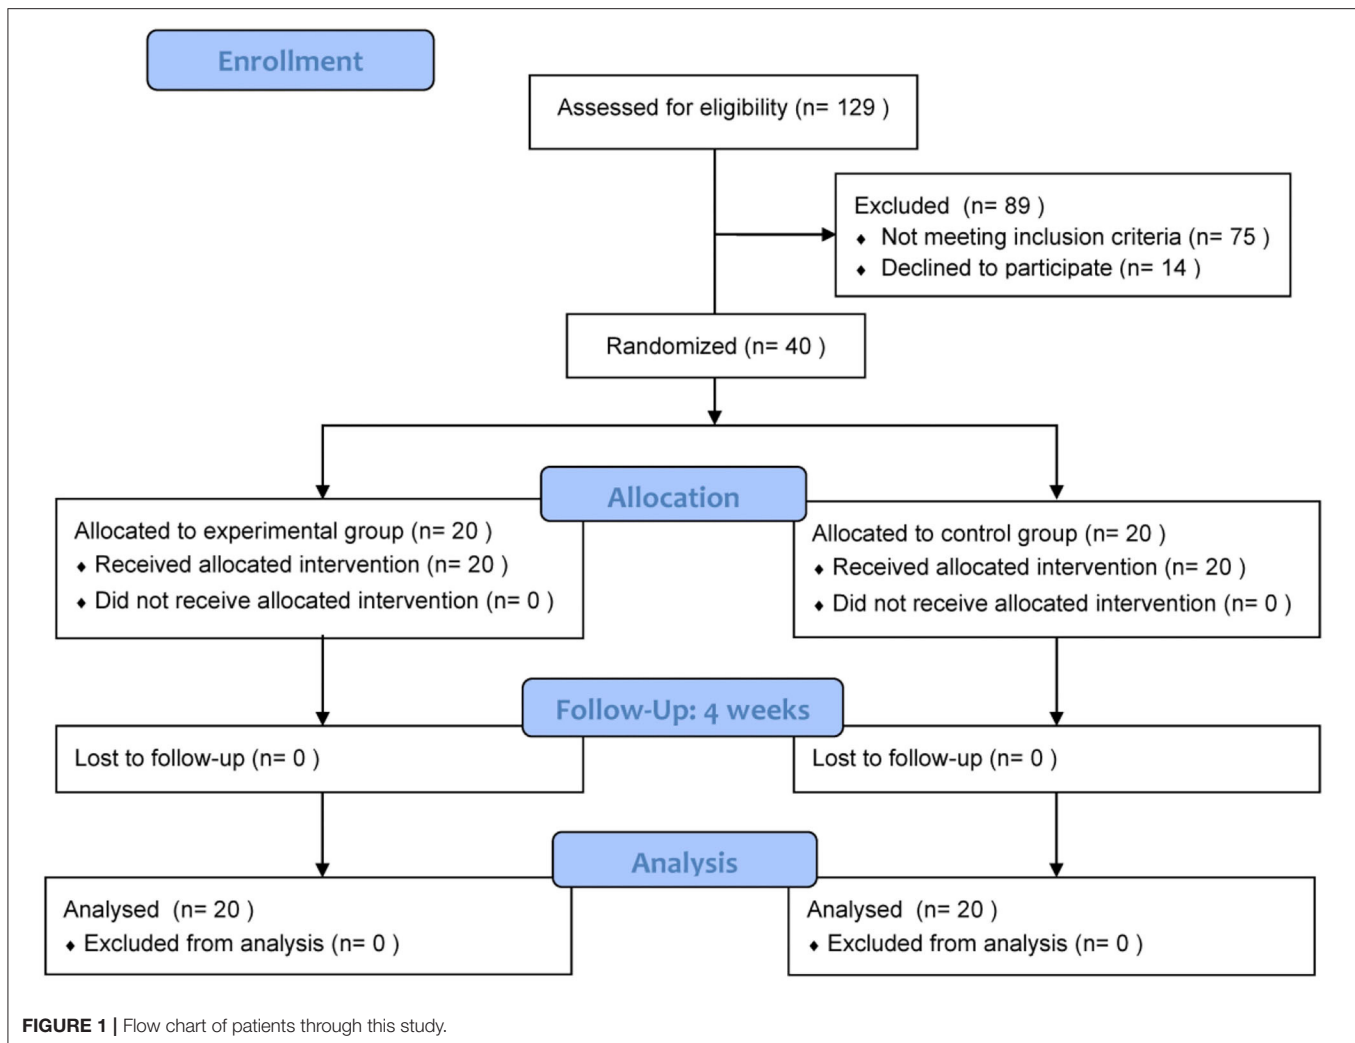 Enrollment
Assessed for eligibility (n= 129 )
Excluded (n= 89 )
♦ Not meeting inclusion criteria (n= 75 )
♦ Declined to participate (n= 14 )
Randomized (n= 40 )
Allocation
Allocated to experimental group (n= 20 )
♦ Received allocated intervention (n= 20 )
♦ Did not receive allocated intervention (n= 0 )
Allocated to control group (n= 20 )
♦ Received allocated intervention (n= 20 )
♦ Did not receive allocated intervention (n= 0 )
Follow-Up: 4 weeks
Lost to follow-up (n= 0 )
Lost to follow-up (n= 0 )
Analysis
Analysed (n= 20 )
♦ Excluded from analysis (n= 0 )
Analysed (n= 20 )
♦ Excluded from analysis (n= 0 )
FIGURE 1 | Flow chart of patients through this study.